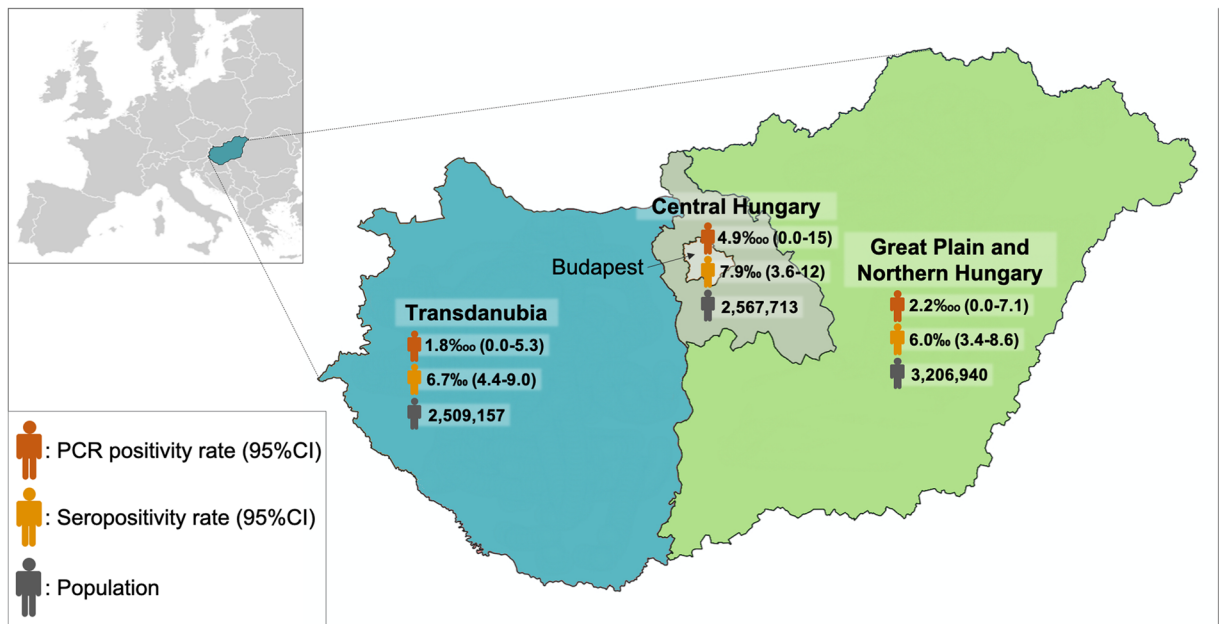 Central Hungary
4.9‱ (0.0-15)
7.9‰ (3.6-12)
2,567,713
Budapest
Great Plain and
Northern Hungary
2.2‱ (0.0-7.1)
6.0‰ (3.4-8.6)
3,206,940
Transdanubia
1.8‱ (0.0-5.3)
6.7‰ (4.4-9.0)
2,509,157
: PCR positivity rate (95%CI)
: Seropositivity rate (95%CI)
: Population